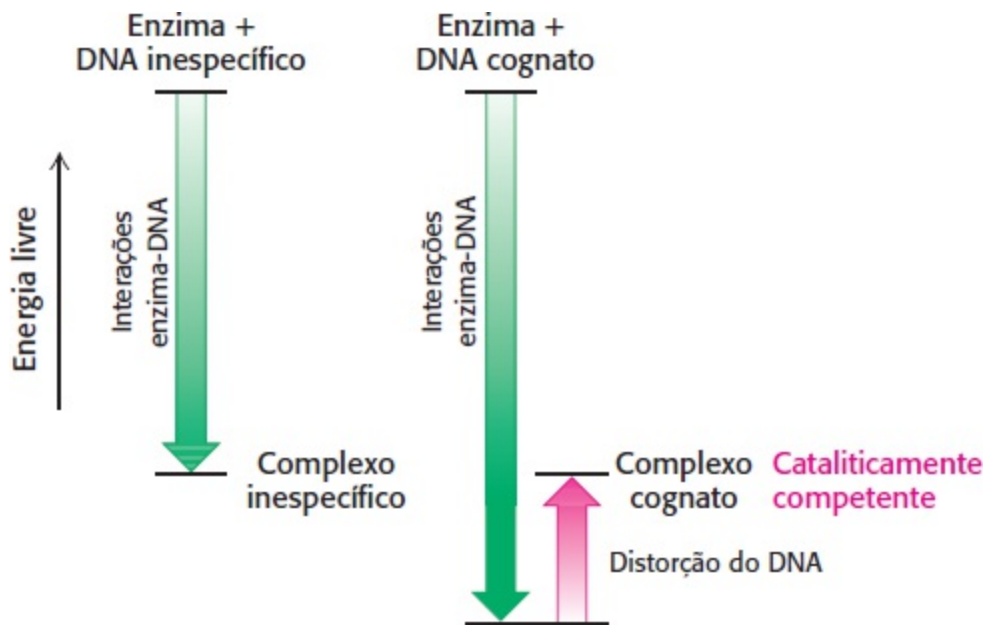 Enzima +
DNA inespecífico
Enzima +
DNA cognato
Energia livre
Interações
enzima-DNA
Interações
enzima-DNA
Complexo
inespecífico
Complexo
cognato
Cataliticamente
competente
Distorção do DNA